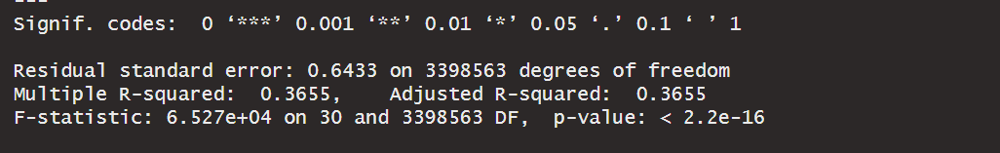 ---
Signif. codes:  0 ‘***’ 0.001 ‘**’ 0.01 ‘*’ 0.05 ‘.’ 0.1 ‘ ’ 1
Residual standard error: 0.6433 on 3398563 degrees of freedom
Multiple R-squared:  0.3655,    Adjusted R-squared:  0.3655
F-statistic: 6.527e+04 on 30 and 3398563 DF,  p-value: < 2.2e-16